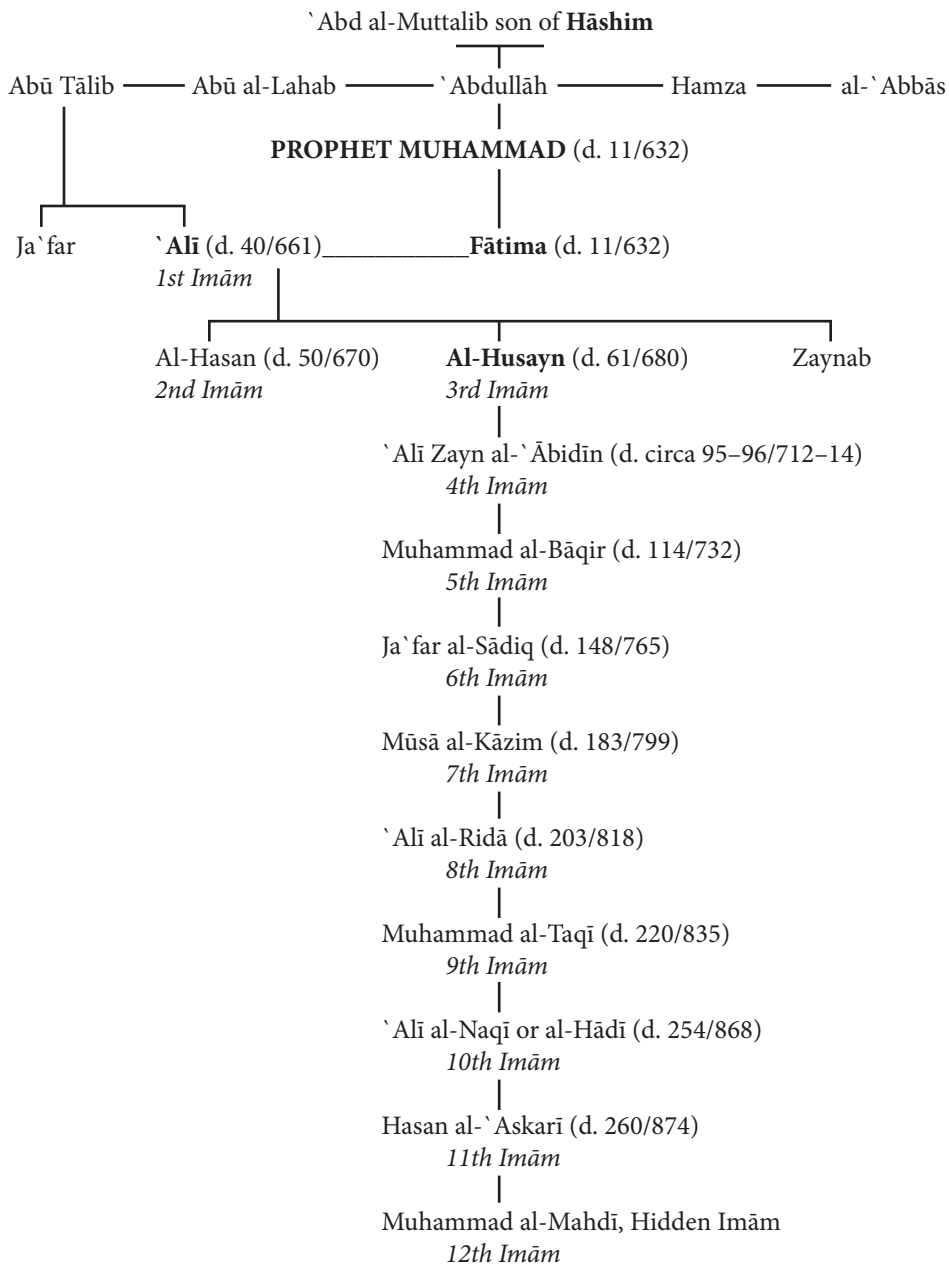 `Abd al-Muttalib son of Hāshim
Abū Tālib Abū al-Lahab `Abdullāh Hamza al-`Abbās
PROPHET MUHAMMAD (d. 11/632)
Ja`far `Alī (d. 40/661)___________Fātima (d. 11/632)
1st Imām
Al-Hasan (d. 50/670) Al-Husayn (d. 61/680) Zaynab
2nd Imām 3rd Imām
`Alī Zayn al-`Ābidīn (d. circa 95–96/712–14)
4th Imām
Muhammad al-Bāqir (d. 114/732)
5th Imām
Ja`far al-Sādiq (d. 148/765)
6th Imām
Mūsā al-Kāzim (d. 183/799)
7th Imām
`Alī al-Ridā (d. 203/818)
8th Imām
Muhammad al-Taqī (d. 220/835)
9th Imām
`Alī al-Naqī or al-Hādī (d. 254/868)
10th Imām
Hasan al-`Askarī (d. 260/874)
11th Imām
Muhammad al-Mahdī, Hidden Imām
12th Imām